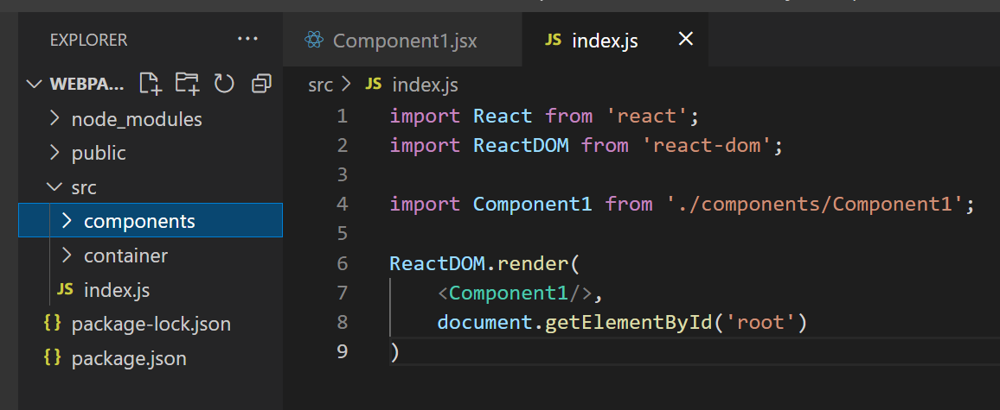 EXPLORER ...
WEBPA...
node_modules
public
src
components
container
JS index.js
{} package-lock.json
{} package.json
Component1.jsx
JS index.js
src > JS index.js
1 import React from 'react';
2 import ReactDOM from 'react-dom';
3
4 import Component1 from './components/Component1';
5
6 ReactDOM.render(
7 <Component1/>,
8 document.getElementById('root')
9 )